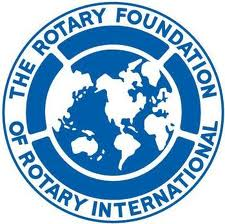 THE ROTARY FOUNDATION
OF ROTARY INTERNATIONAL